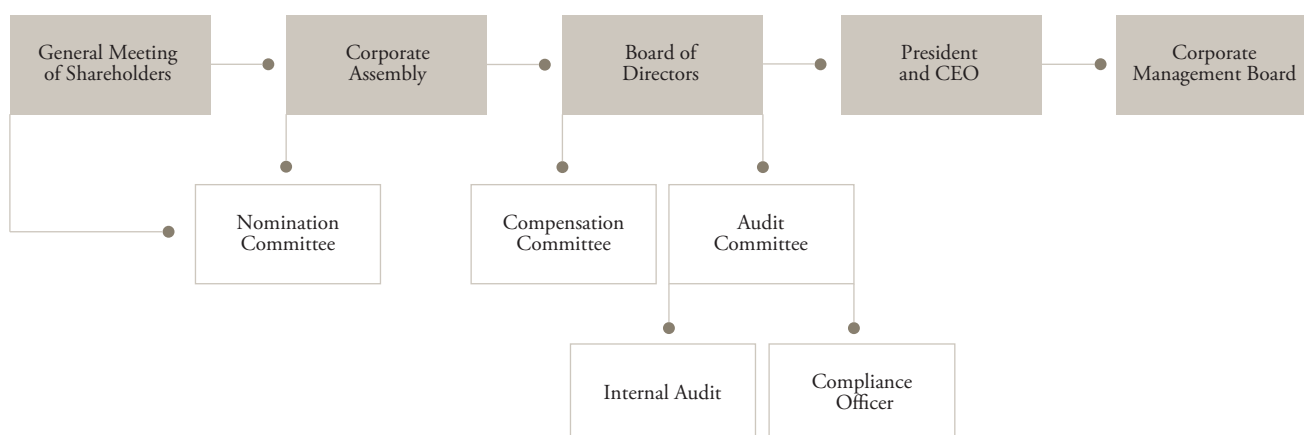 General Meeting
of Shareholders
Corporate
Assembly
Board of
Directors
President
and CEO
Corporate
Management Board
Nomination
Committee
Compensation
Committee
Audit
Committee
Internal Audit
Compliance
Officer